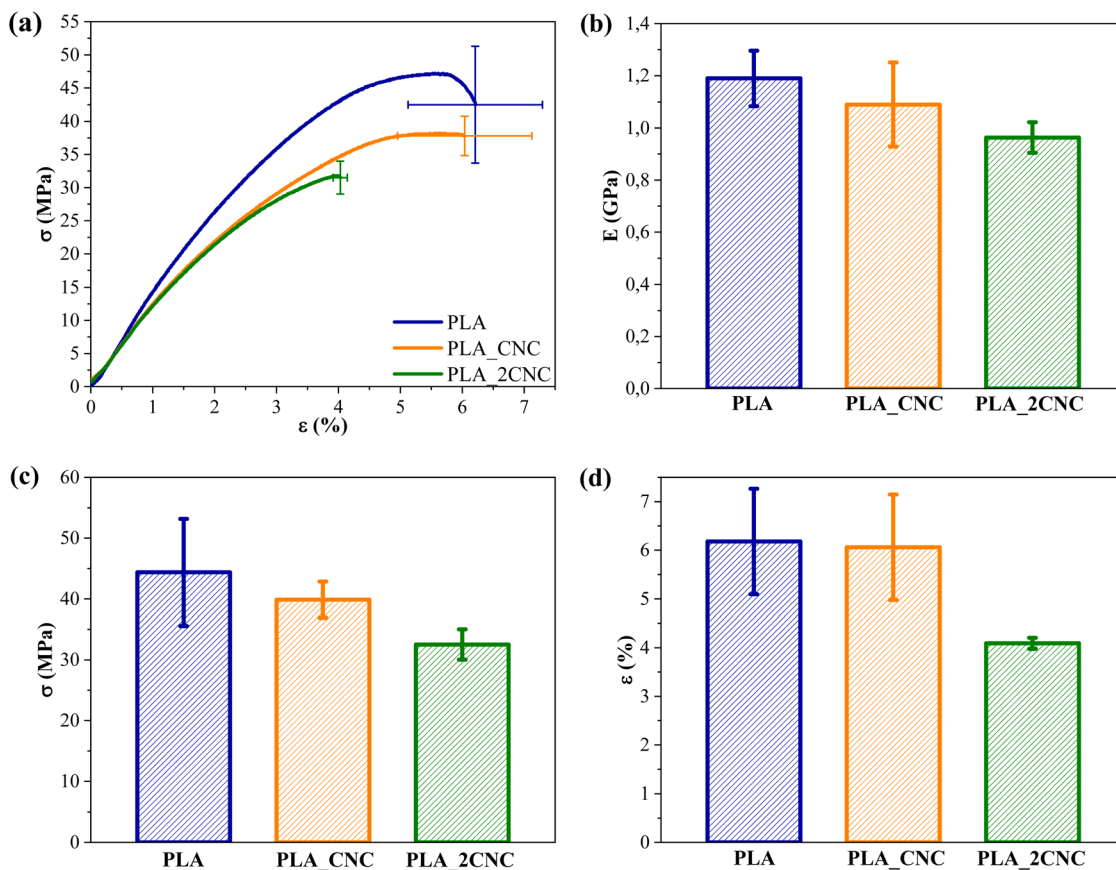 (a)
σ (MPa)
55
50
45
40
35
30
25
20
15
10
5
0
PLA
PLA_CNC
PLA_2CNC
0 1 2 3 4 5 6 7
ε (%)
(b)
E (GPa)
1,4
1,2
1,0
0,8
0,6
0,4
0,2
0,0
PLA PLA_CNC PLA_2CNC
(c)
σ (MPa)
60
50
40
30
20
10
0
PLA PLA_CNC PLA_2CNC
(d)
ε (%)
7
6
5
4
3
2
1
0
PLA PLA_CNC PLA_2CNC